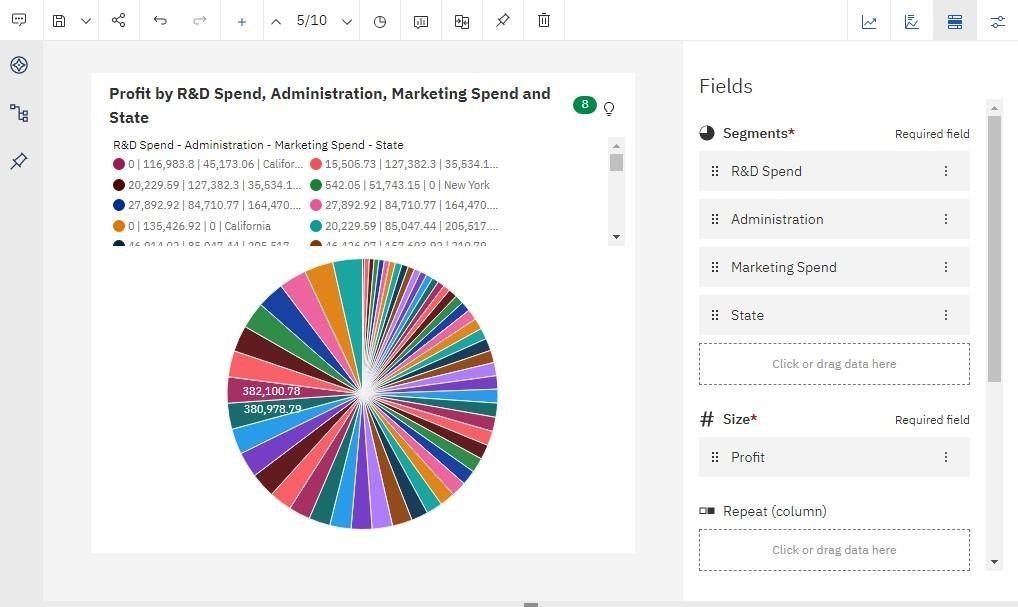 5/10
Profit by R&D Spend, Administration, Marketing Spend and
State
8
R&D Spend - Administration - Marketing Spend - State
0 | 116,983.8 | 45,173.06 | Califor...
15,505.73 | 127,382.3 | 35,534.1...
20,229.59 | 127,382.3 | 35,534.1...
542.05 | 51,743.15 | 0 | New York
27,892.92 | 84,710.77 | 164,470....
27,892.92 | 84,710.77 | 164,470....
0 | 135,426.92 | 0 | California
20,229.59 | 85,047.44 | 205,517....
382,100.78
380,978.79
Fields
Segments*
Required field
R&D Spend
Administration
Marketing Spend
State
Click or drag data here
# Size*
Required field
Profit
Repeat (column)
Click or drag data here